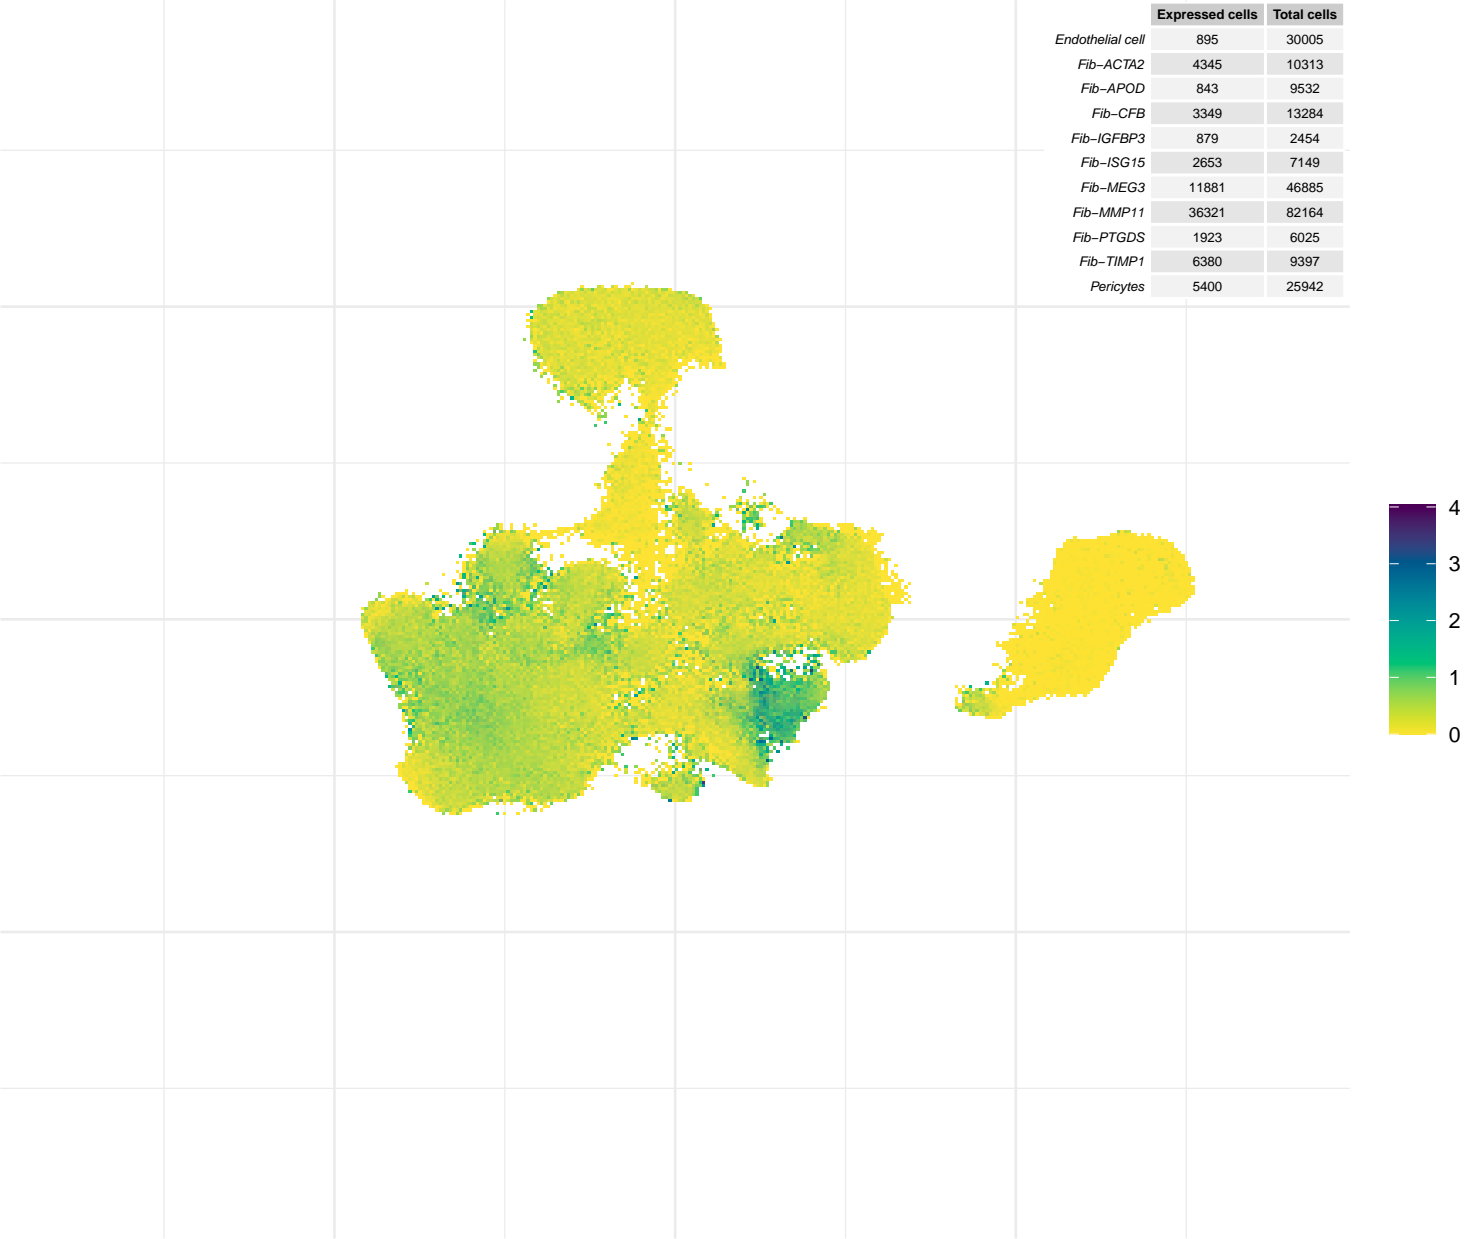 Expressed cells Total cells
Endothelial cell 895 30005
Fib−ACTA2 4345 10313
Fib−APOD 843 9532
Fib−CFB 3349 13284
Fib−IGFBP3 879 2454
Fib−ISG15 2653 7149
Fib−MEG3 11881 46885
Fib−MMP11 36321 82164
Fib−PTGDS 1923 6025
Fib−TIMP1 6380 9397
Pericytes 5400 25942
4
3
2
1
0